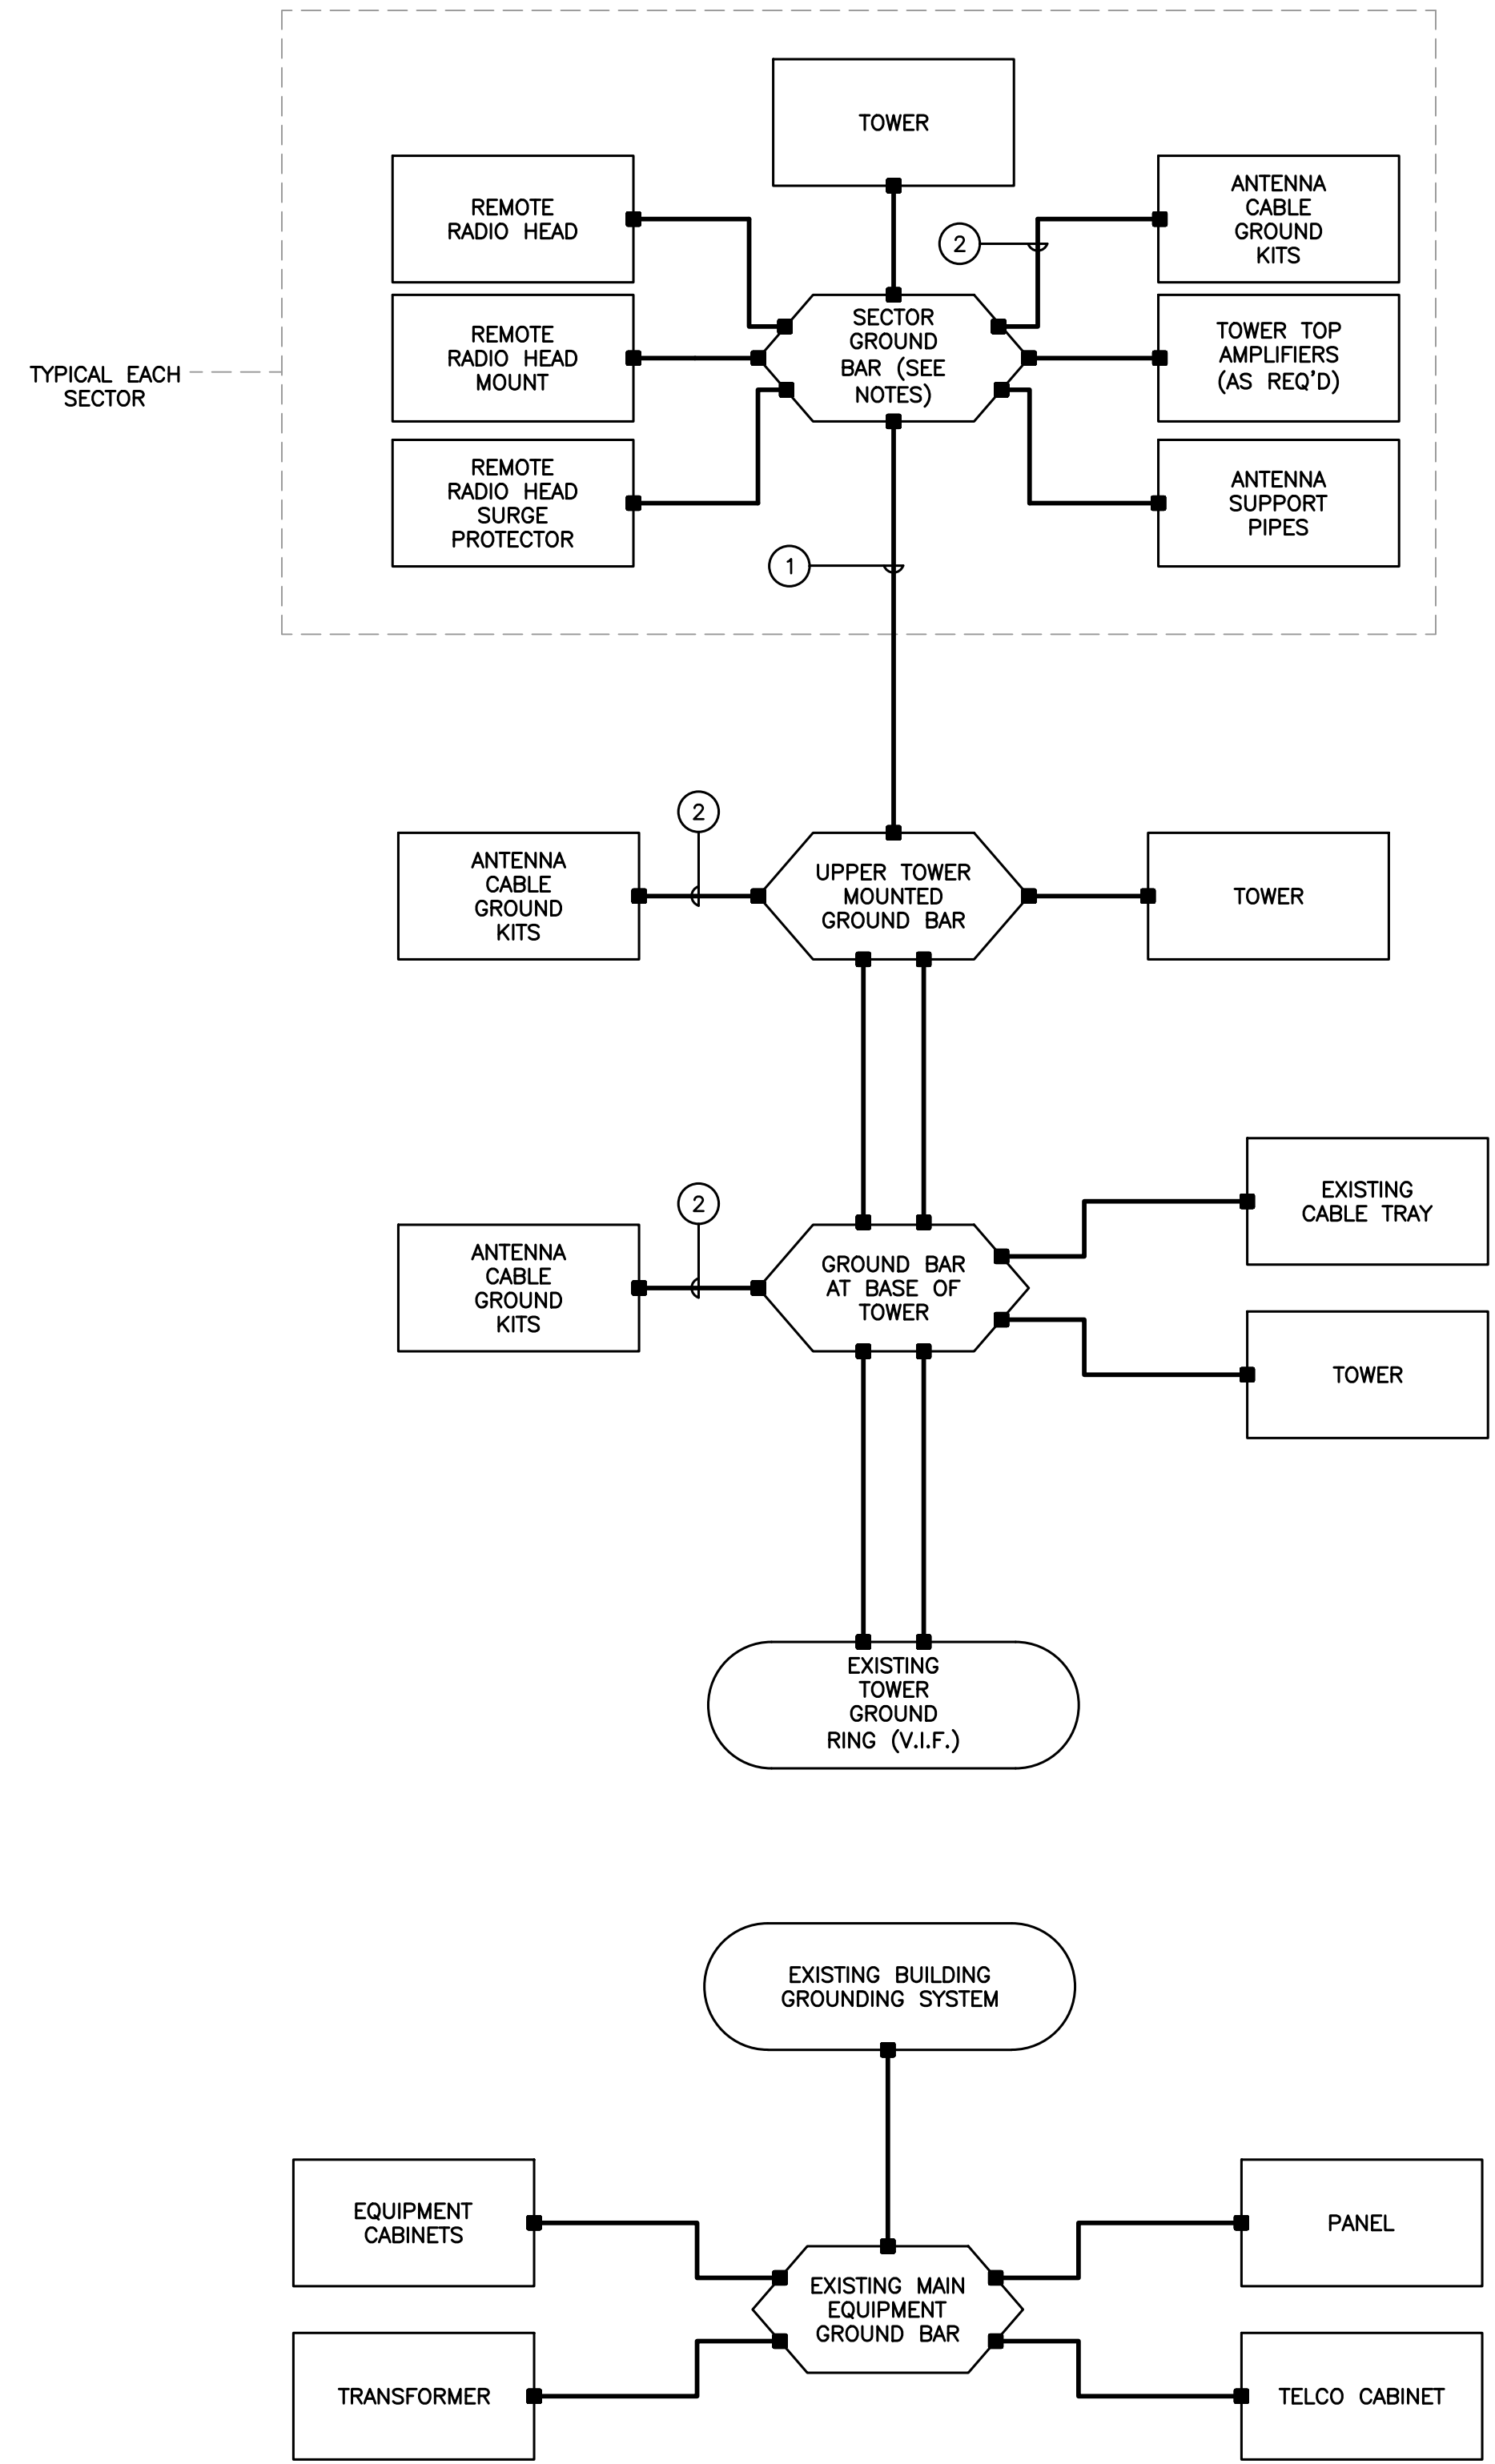 TOWER
REMOTE
RADIO HEAD
ANTENNA
CABLE
GROUND
KITS
2
REMOTE
RADIO HEAD
MOUNT
SECTOR
GROUND
BAR (SEE
NOTES)
TOWER TOP
AMPLIFIERS
(AS REQ'D)
TYPICAL EACH
SECTOR
REMOTE
RADIO HEAD
SURGE
PROTECTOR
ANTENNA
SUPPORT
PIPES
1
2
ANTENNA
CABLE
GROUND
KITS
UPPER TOWER
MOUNTED
GROUND BAR
TOWER
2
EXISTING
CABLE TRAY
ANTENNA
CABLE
GROUND
KITS
GROUND BAR
AT BASE OF
TOWER
TOWER
EXISTING
TOWER
GROUND
RING (V.I.F.)
EXISTING BUILDING
GROUNDING SYSTEM
EQUIPMENT
CABINETS
PANEL
EXISTING MAIN
EQUIPMENT
GROUND BAR
TRANSFORMER
TELCO CABINET